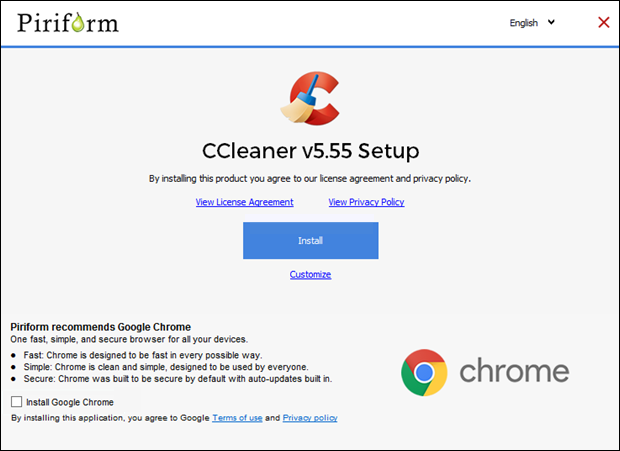 Piriform
English
CCleaner v5.55 Setup
By installing this product you agree to our license agreement and privacy policy.
View License Agreement View Privacy Policy
Install
Customize
Piriform recommends Google Chrome
One fast, simple, and secure browser for all your devices.
• Fast: Chrome is designed to be fast in every possible way.
• Simple: Chrome is clean and simple, designed to be used by everyone.
• Secure: Chrome was built to be secure by default with auto-updates built in.
chrome
Install Google Chrome
By installing this application, you agree to Google Terms of use and Privacy policy